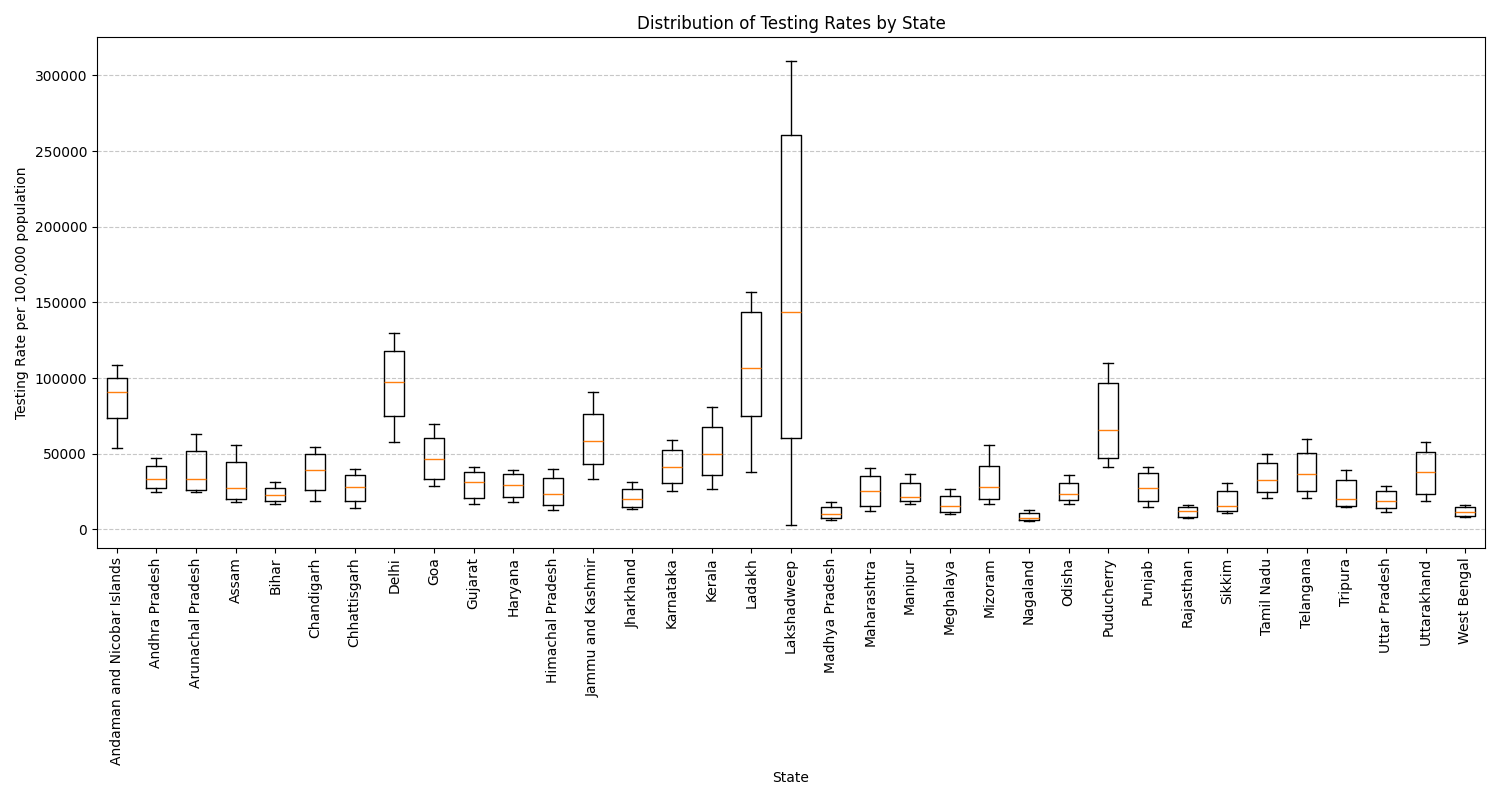 Distribution of Testing Rates by State
Testing Rate per 100,000 population
300000
250000
200000
150000
100000
50000
0
Andaman and Nicobar Islands
Andhra Pradesh
Arunachal Pradesh
Assam
Bihar
Chandigarh
Chhattisgarh
Delhi
Goa
Gujarat
Haryana
Himachal Pradesh
Jammu and Kashmir
Jharkhand
Karnataka
Kerala
Ladakh
Lakshadweep
Madhya Pradesh
Maharashtra
Manipur
Meghalaya
Mizoram
Nagaland
Odisha
Puducherry
Punjab
Rajasthan
Sikkim
Tamil Nadu
Telangana
Tripura
Uttar Pradesh
Uttarakhand
West Bengal
State